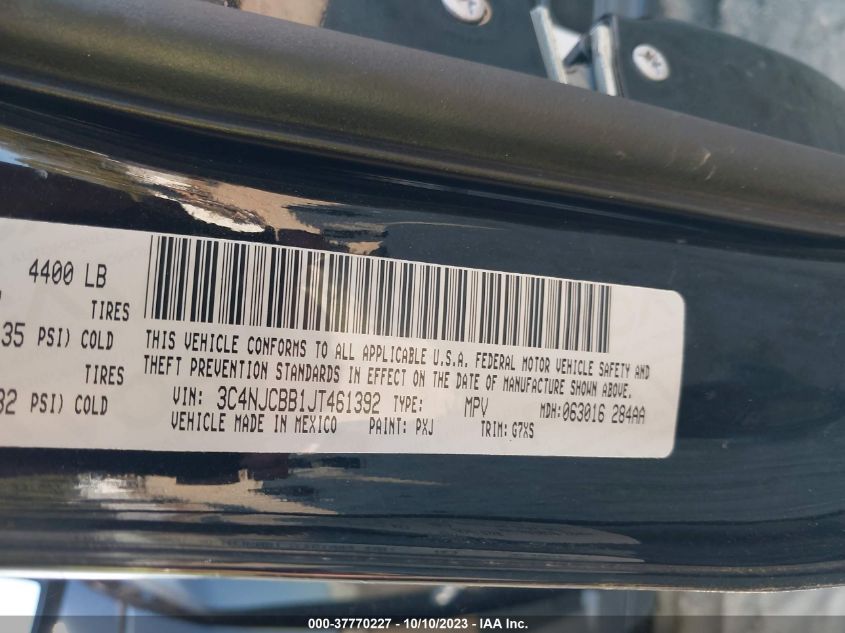 4400 LB
TIRES
35 PSI) COLD
TIRES
32 PSI) COLD
THIS VEHICLE CONFORMS TO ALL APPLICABLE U.S.A. FEDERAL MOTOR VEHICLE SAFETY AND
THEFT PREVENTION STANDARDS IN EFFECT ON THE DATE OF MANUFACTURE SHOWN ABOVE.
VIN: 3C4NJCBB1JT461392 TYPE: MPV MDH:063016 284AA
VEHICLE MADE IN MEXICO PAINT: PXJ TRIM: G7XS
000-37770227 - 10/10/2023 - IAA Inc.